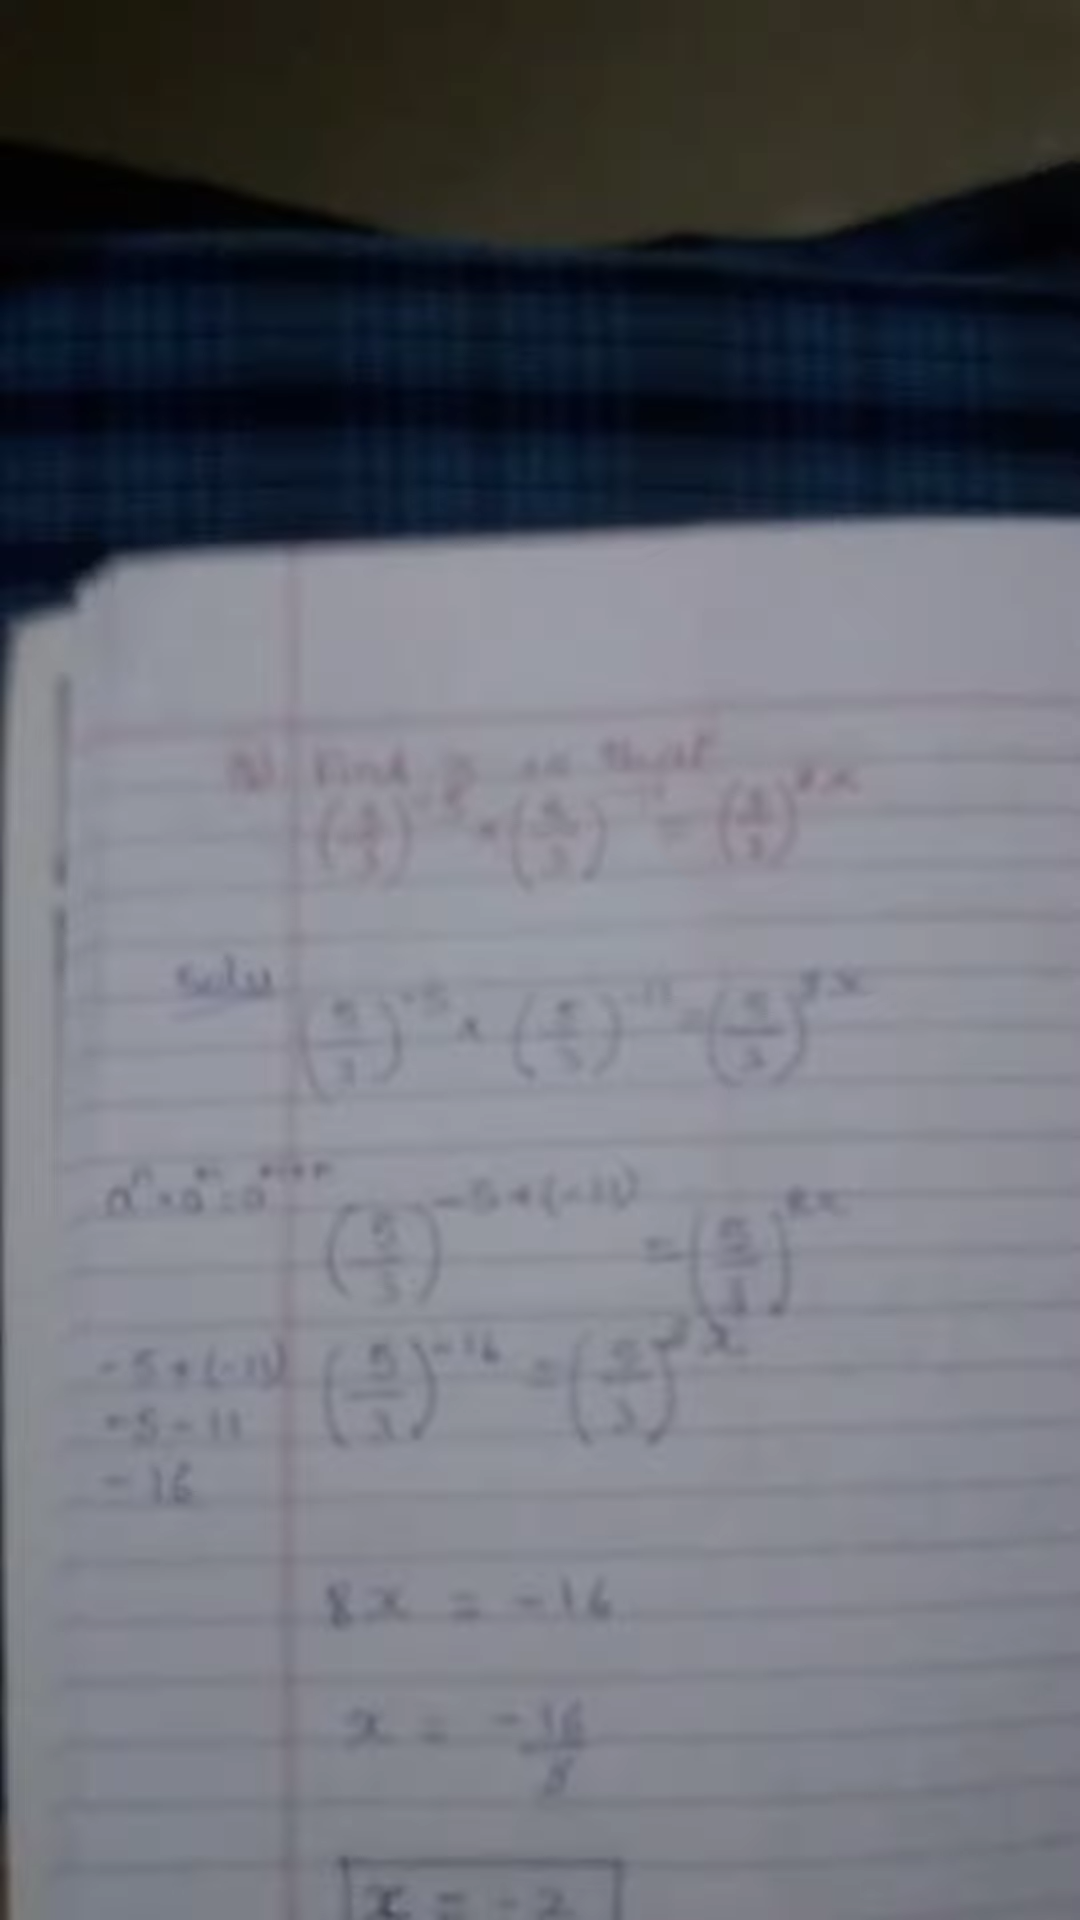 Find x so that
(5/3)^-5 × (5/3)^-11 = (5/3)^8x
Solu
(5/3)^-5 × (5/3)^-11 = (5/3)^8x
a^m × a^n = a^m+n
(5/3)^-5+(-11) = (5/3)^8x
-5+(-11) (5/3)^-16 = (5/3)^8x
-5-11
-16
8x = -16
x = -16/8
x = -2